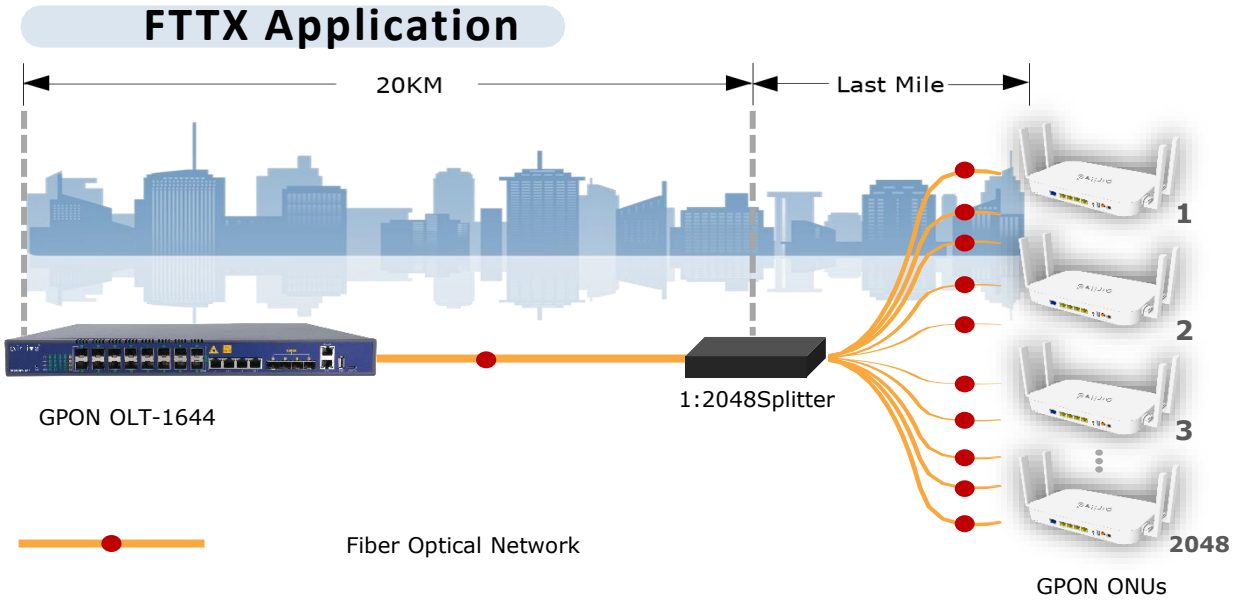 FTTX Application
20KM
Last Mile
1
2
GPON OLT-1644
1:2048Splitter
3
Fiber Optical Network
2048
GPON ONUs